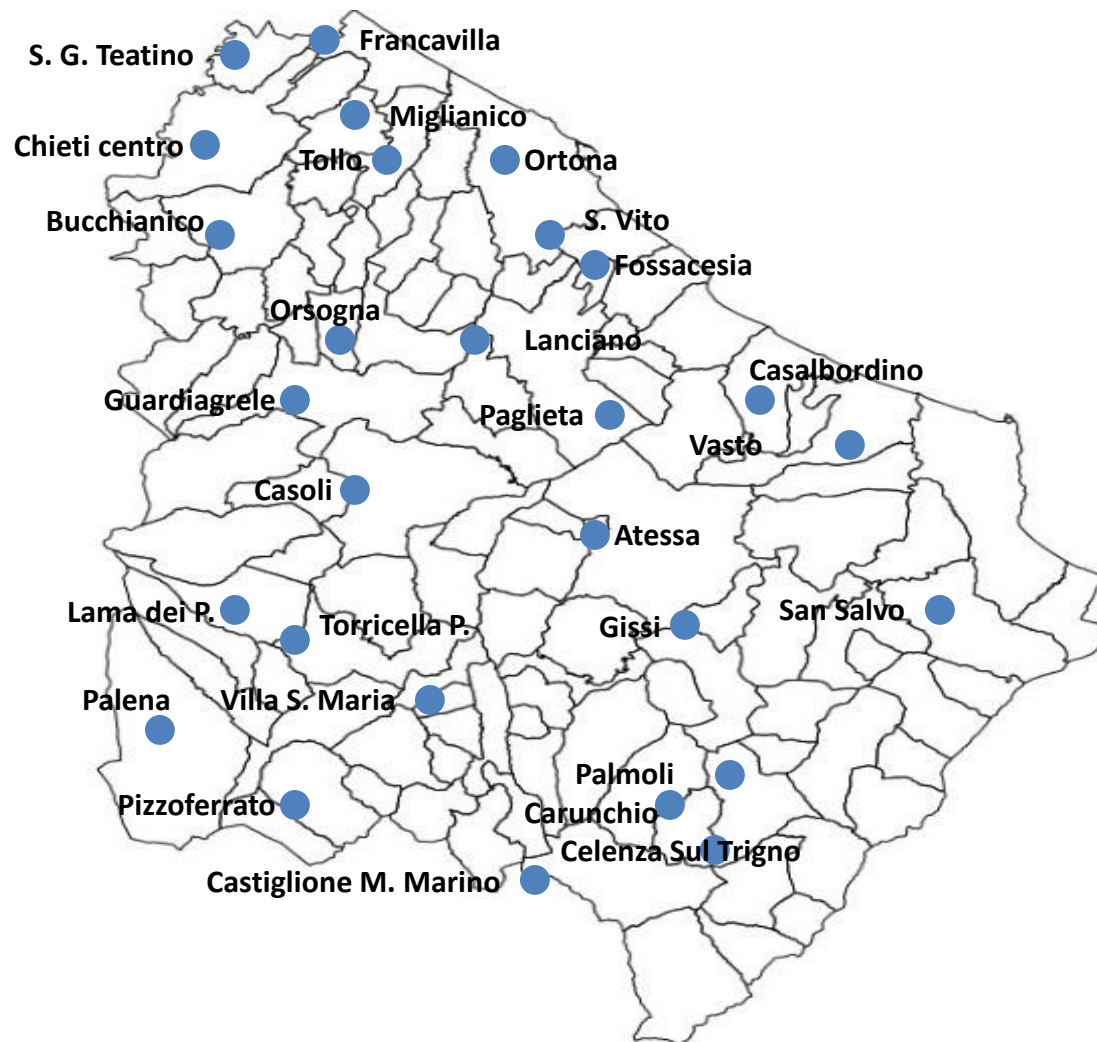 Francavilla
S. G. Teatino
Miglianico
Chieti centro
Tollo
Ortona
Bucchianico
S. Vito
Fossacesia
Orsogna
Lanciano
Casalbordino
Guardiagrele
Paglieta
Vasto
Casoli
Atessa
Lama dei P.
Torricella P.
Gissi
San Salvo
Palena
Villa S. Maria
Palmoli
Pizzoferrato
Carunchio
Celenza Sul Trigno
Castiglione M. Marino